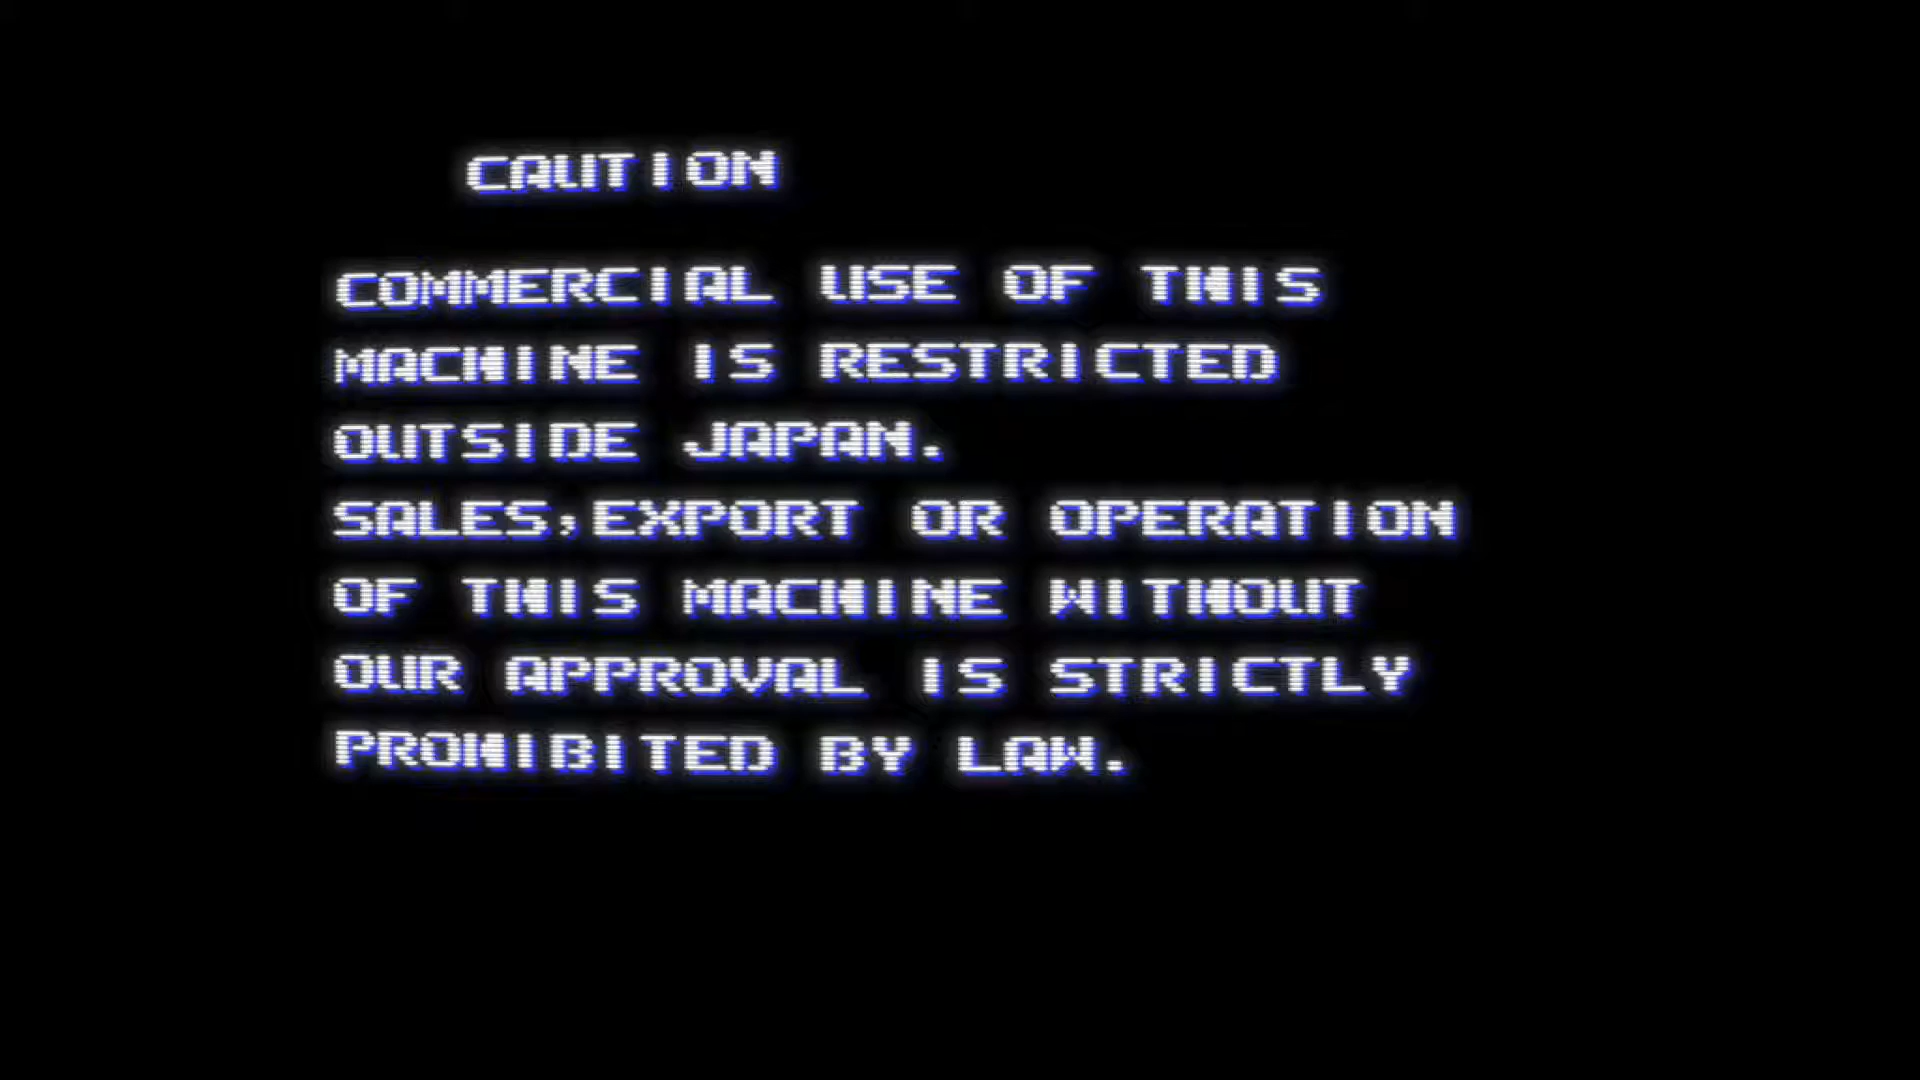 CAUTION
COMMERCIAL USE OF THIS
MACHINE IS RESTRICTED
OUTSIDE JAPAN.
SALES,EXPORT OR OPERATION
OF THIS MACHINE WITHOUT
OUR APPROVAL IS STRICTLY
PROHIBITED BY LAW.